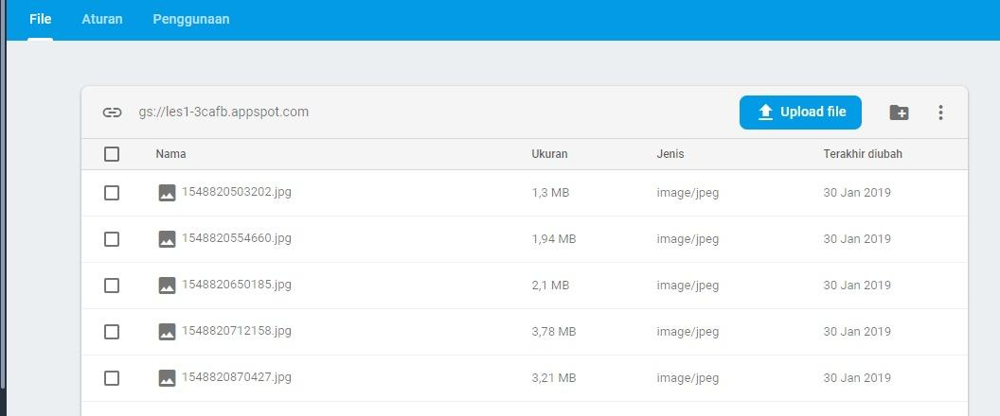 File Aturan Penggunaan
gs://les1-3cafb.appspot.com Upload file
Nama Ukuran Jenis Terakhir diubah
1548820503202.jpg 1,3 MB image/jpeg 30 Jan 2019
1548820554660.jpg 1,94 MB image/jpeg 30 Jan 2019
1548820650185.jpg 2,1 MB image/jpeg 30 Jan 2019
1548820712158.jpg 3,78 MB image/jpeg 30 Jan 2019
1548820870427.jpg 3,21 MB image/jpeg 30 Jan 2019